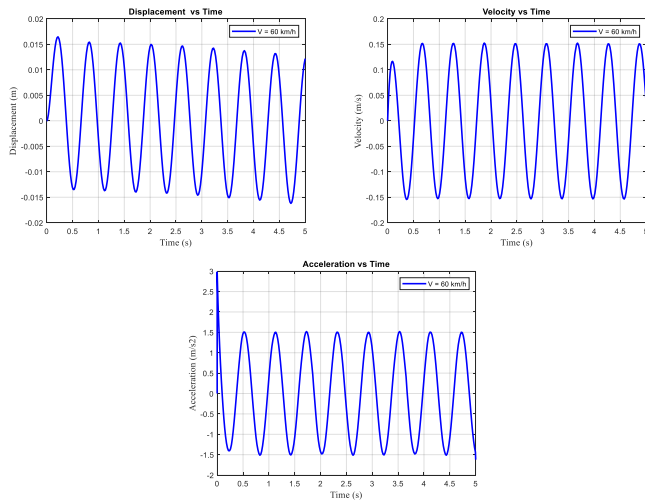 Displacement  vs Time
V = 60 km/h
Displacement (m)
0.02
0.015
0.01
0.005
0
-0.005
-0.01
-0.015
-0.02
0 0.5 1 1.5 2 2.5 3 3.5 4 4.5 5
Time (s)
Velocity vs Time
V = 60 km/h
Velocity (m/s)
0.2
0.15
0.1
0.05
0
-0.05
-0.1
-0.15
-0.2
0 0.5 1 1.5 2 2.5 3 3.5 4 4.5 5
Time (s)
Acceleration vs Time
V = 60 km/h
Acceleration (m/s2)
3
2.5
2
1.5
1
0.5
0
-0.5
-1
-1.5
-2
0 0.5 1 1.5 2 2.5 3 3.5 4 4.5 5
Time (s)